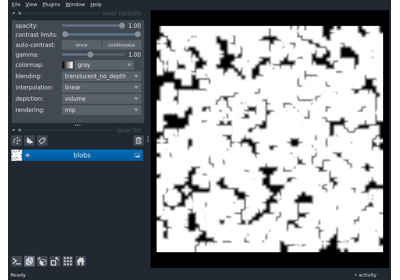 File View Plugins Window Help
layer controls
opacity: 1.00
contrast limits:
auto-contrast: once continuous
gamma: 1.00
colormap: gray
blending: translucent_no_depth
interpolation: linear
depiction: volume
rendering: mip
layer list
blobs
Ready
activity